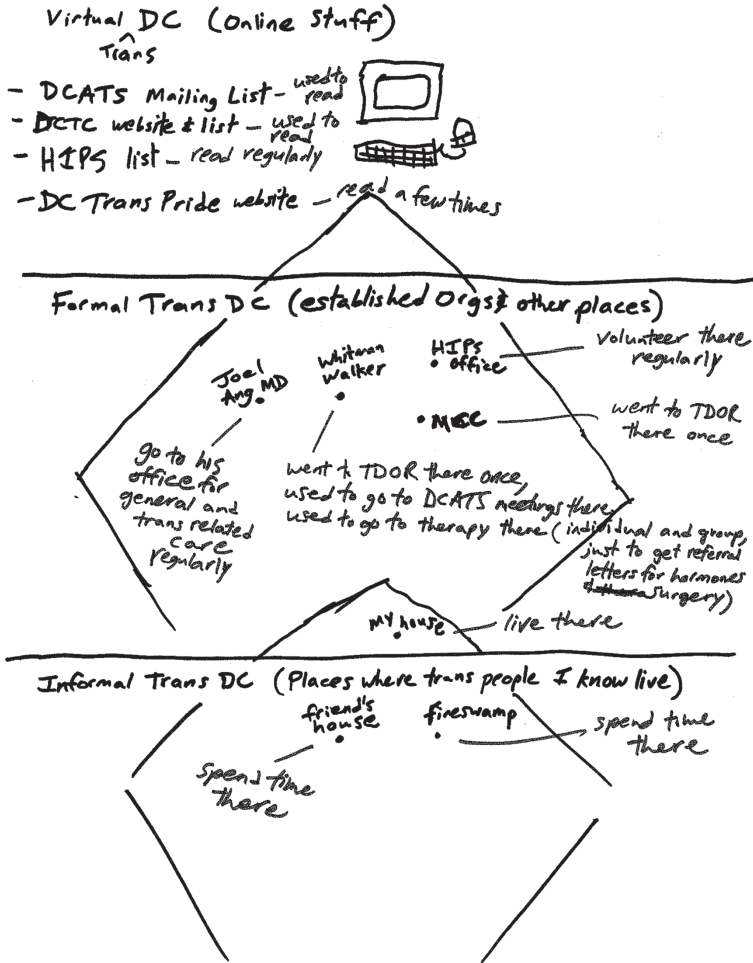 Virtual Trans DC (Online Stuff)
- DCATS Mailing List - used to read
- DCTC website & list - used to read
- HIPS list - read regularly
- DC Trans Pride website - read a few times
Formal Trans DC (established Orgs & other places)
Joel
Ang MD
Whitman
Walker
HIPS
office
volunteer there
regularly
MCC
went to TDOR
there once
go to his
office for
general and
trans related
care
regularly
went to TDOR there once,
used to go to DCATS meetings there,
used to go to therapy there (individual and group,
just to get referral
letters for hormones
& surgery)
My house
live there
Informal Trans DC (Places where trans people I know live)
friend's
house
fireswamp
spend time
there
spend time
there